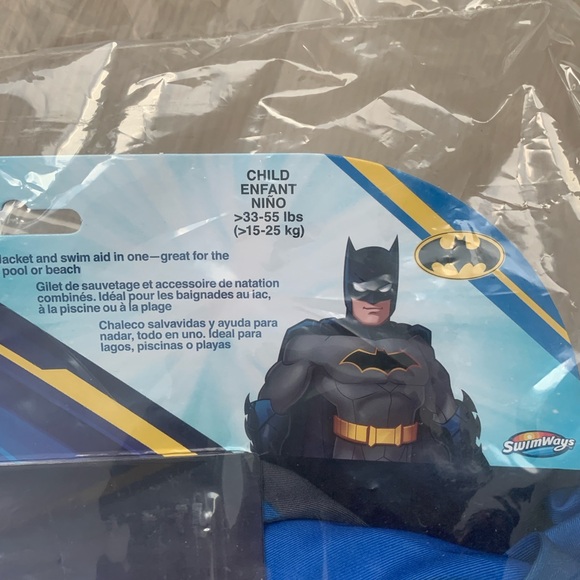 CHILD
ENFANT
NIÑO
>33-55 lbs
(>15-25 kg)
Jacket and swim aid in one—great for the
pool or beach
Gilet de sauvetage et accessoire de natation
combinés. Idéal pour les baignades au lac,
à la piscine ou à la plage
Chaleco salvavidas y ayuda para
nadar, todo en uno. Ideal para
lagos, piscinas o playas
SwimWays